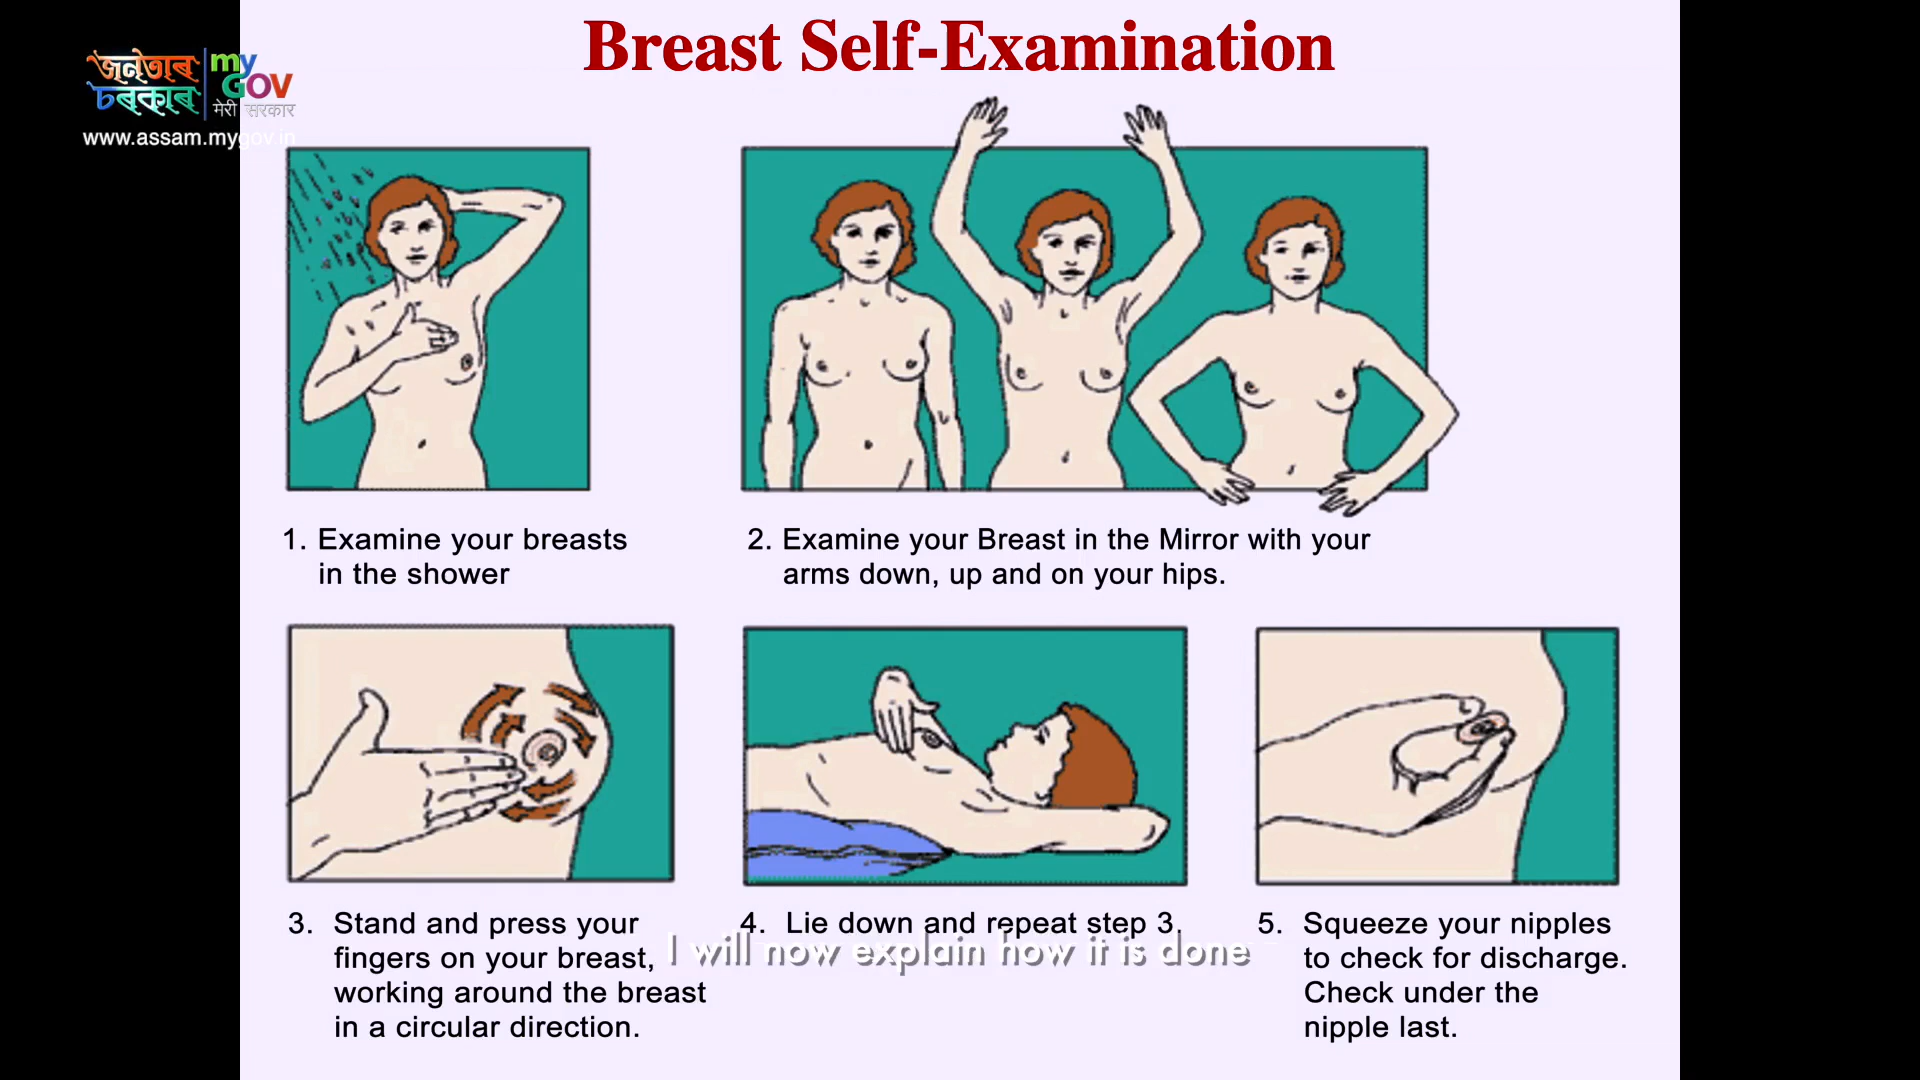 Breast Self-Examination
জনতাৰ চৰকাৰ
my GOV
मेरी सरकार
www.assam.mygov.in
1. Examine your breasts
in the shower
2. Examine your Breast in the Mirror with your
arms down, up and on your hips.
3. Stand and press your
fingers on your breast,
working around the breast
in a circular direction.
4. Lie down and repeat step 3.
5. Squeeze your nipples
to check for discharge.
Check under the
nipple last.
I will now explain how it is done